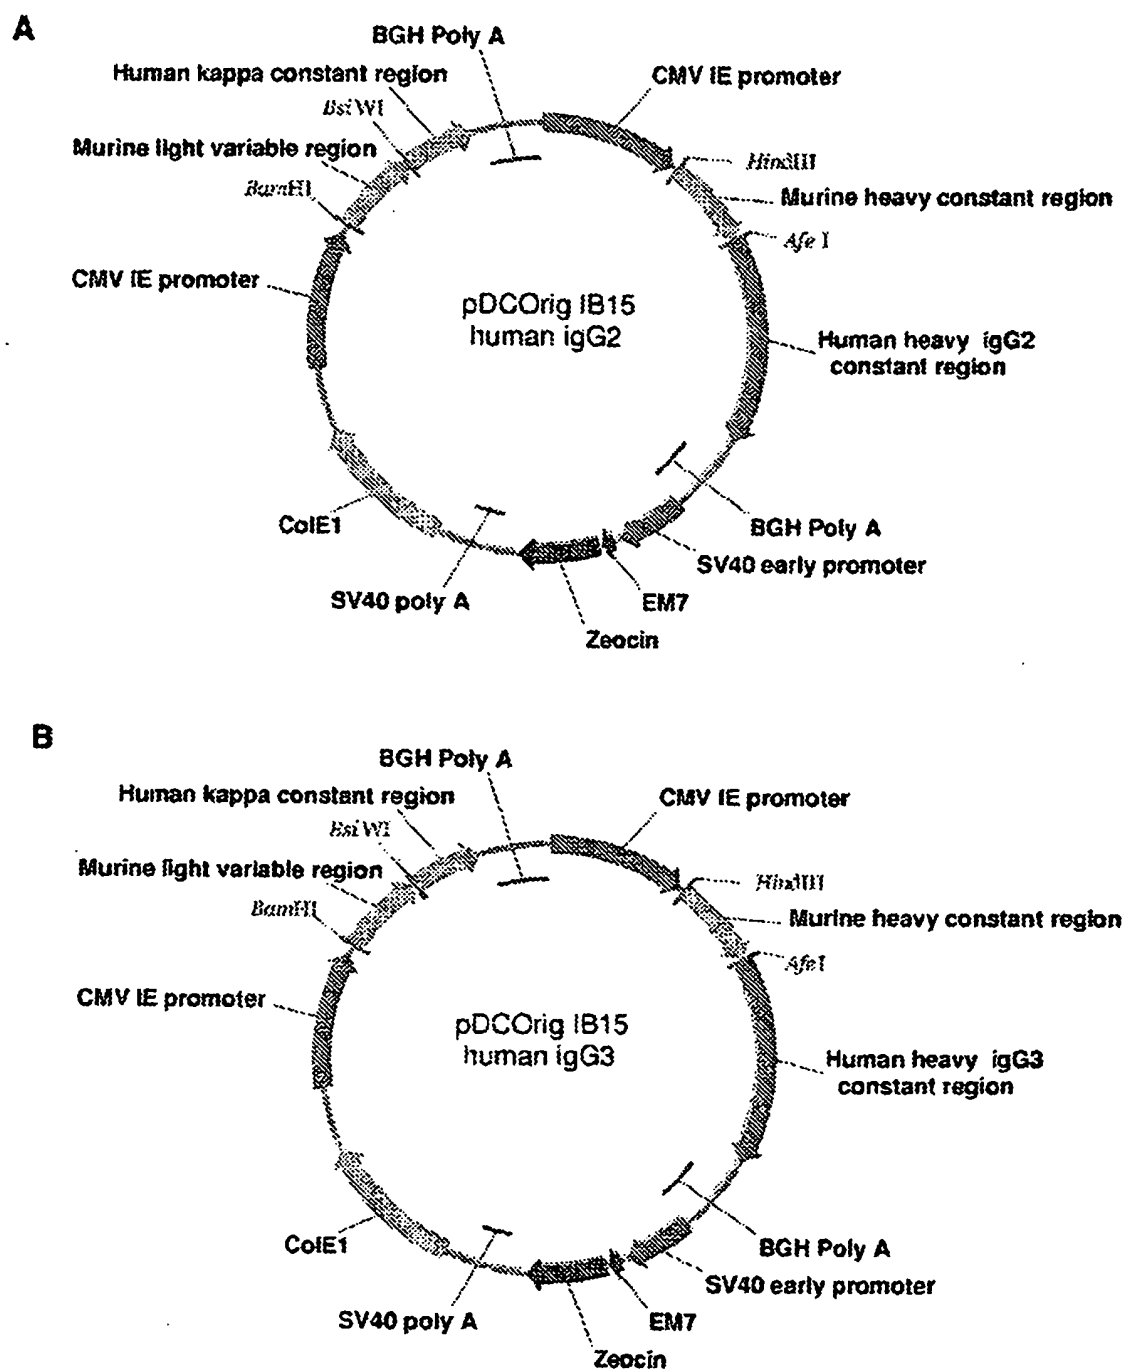 A
BGH Poly A
Human kappa constant region
CMV IE promoter
BsiWI
Murine light variable region
HindIII
BamHI
Murine heavy constant region
Afe I
CMV IE promoter
pDCOrig IB15
human igG2
Human heavy igG2
constant region
ColE1
BGH Poly A
SV40 early promoter
SV40 poly A
EM7
Zeocin
B
BGH Poly A
Human kappa constant region
CMV IE promoter
BsiWI
Murine light variable region
HindIII
BamHI
Murine heavy constant region
AfeI
CMV IE promoter
pDCOrig IB15
human igG3
Human heavy igG3
constant region
ColE1
BGH Poly A
SV40 early promoter
SV40 poly A
EM7
Zeocin